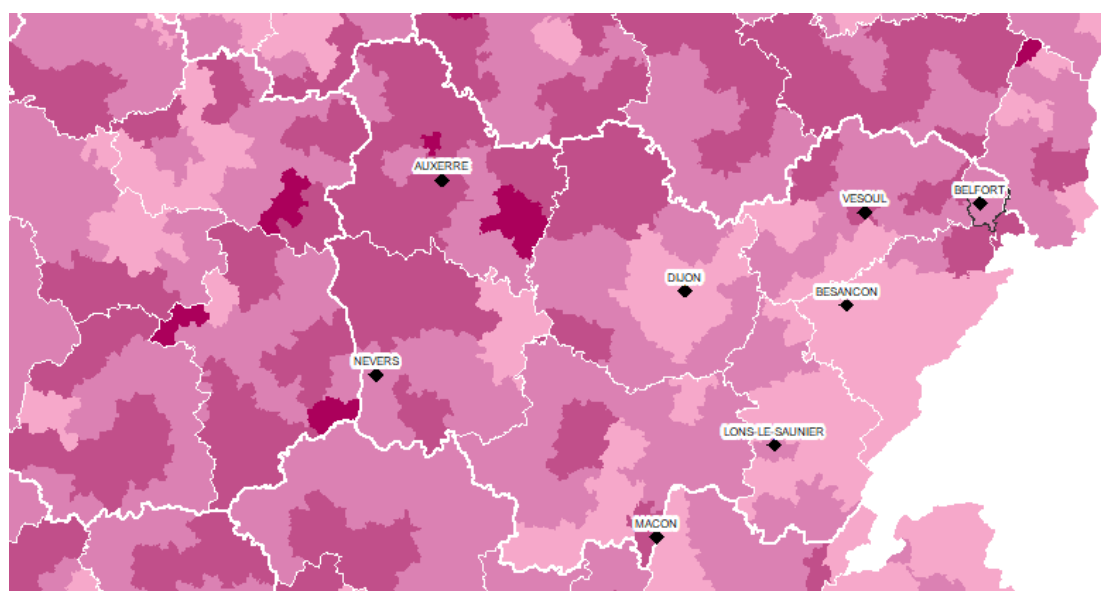 AUXERRE
BELFORT
VESOUL
DIJON
BESANCON
NEVERS
LONS-LE-SAUNIER
MACON